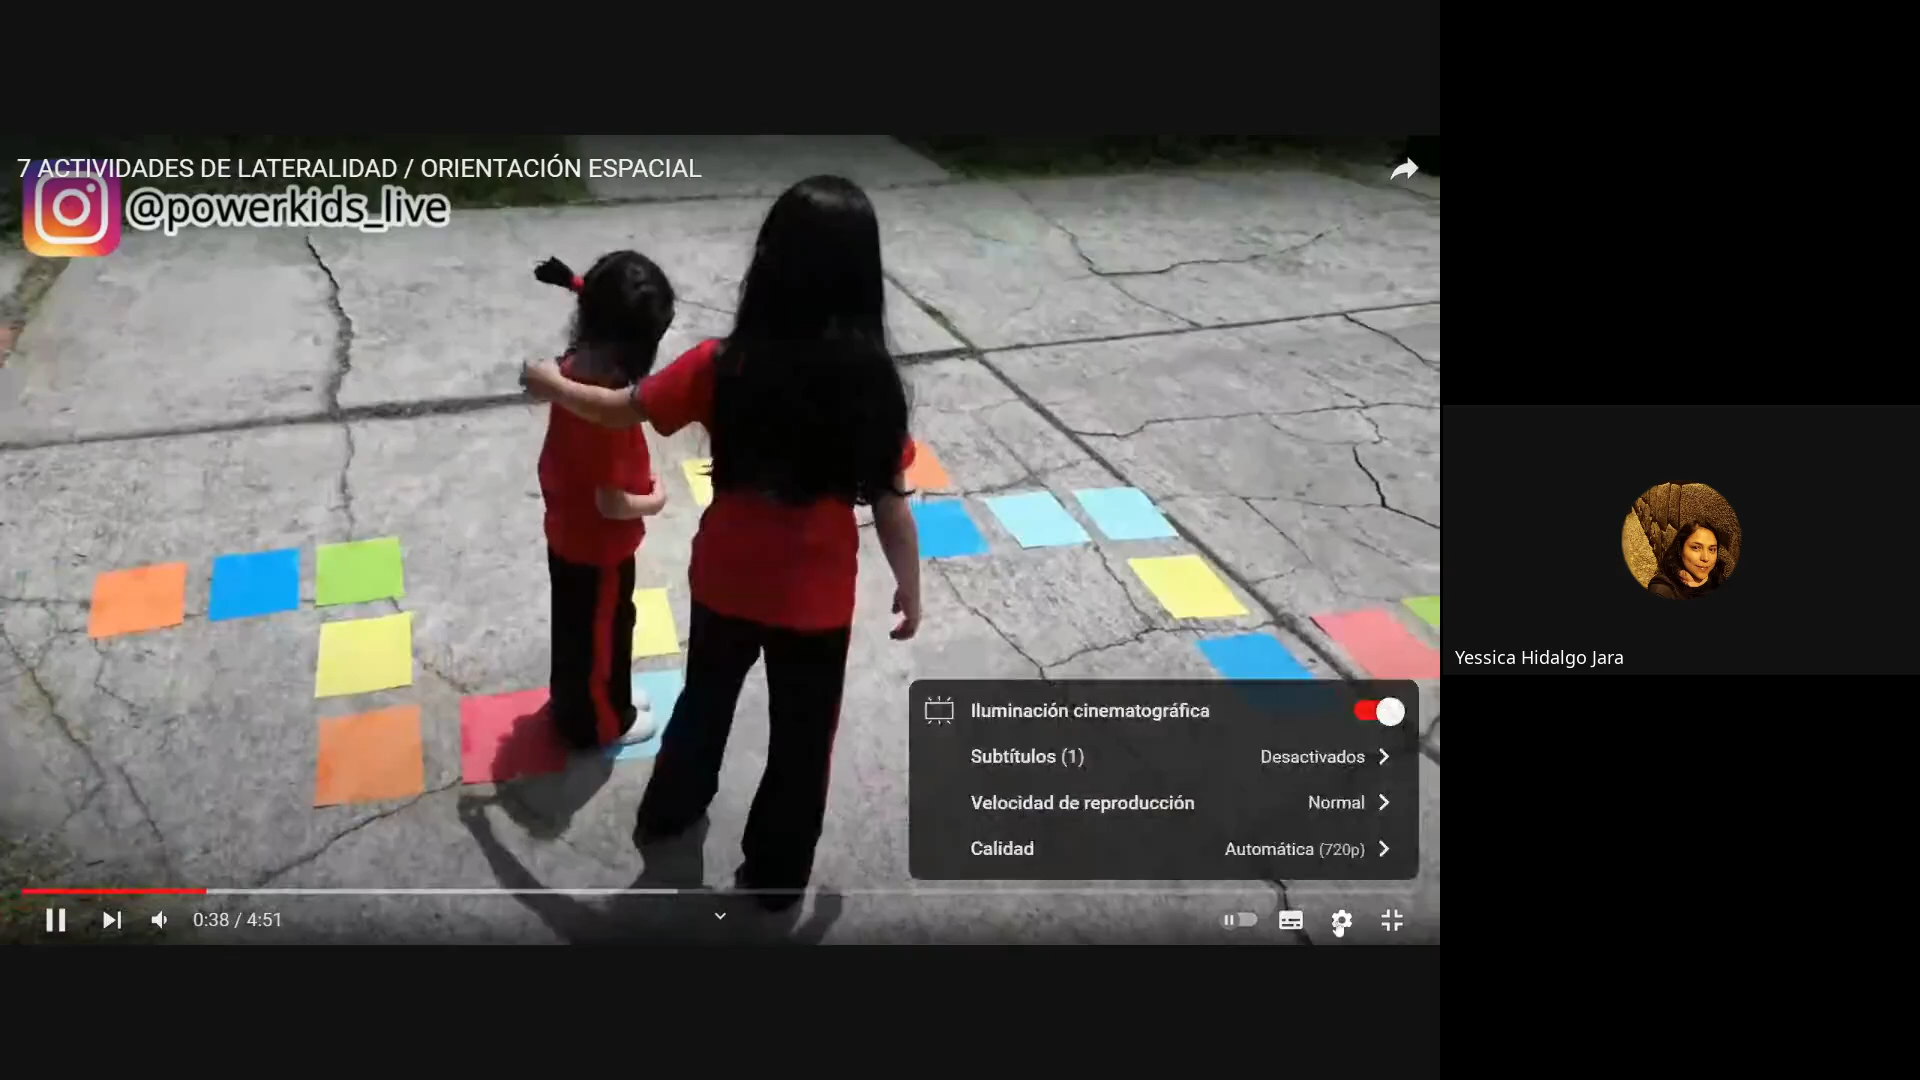 7 ACTIVIDADES DE LATERALIDAD / ORIENTACIÓN ESPACIAL
@powerkids_live
Iluminación cinematográfica
Subtítulos (1) Desactivados
Velocidad de reproducción Normal
Calidad Automática (720p)
0:38 / 4:51
Yessica Hidalgo Jara